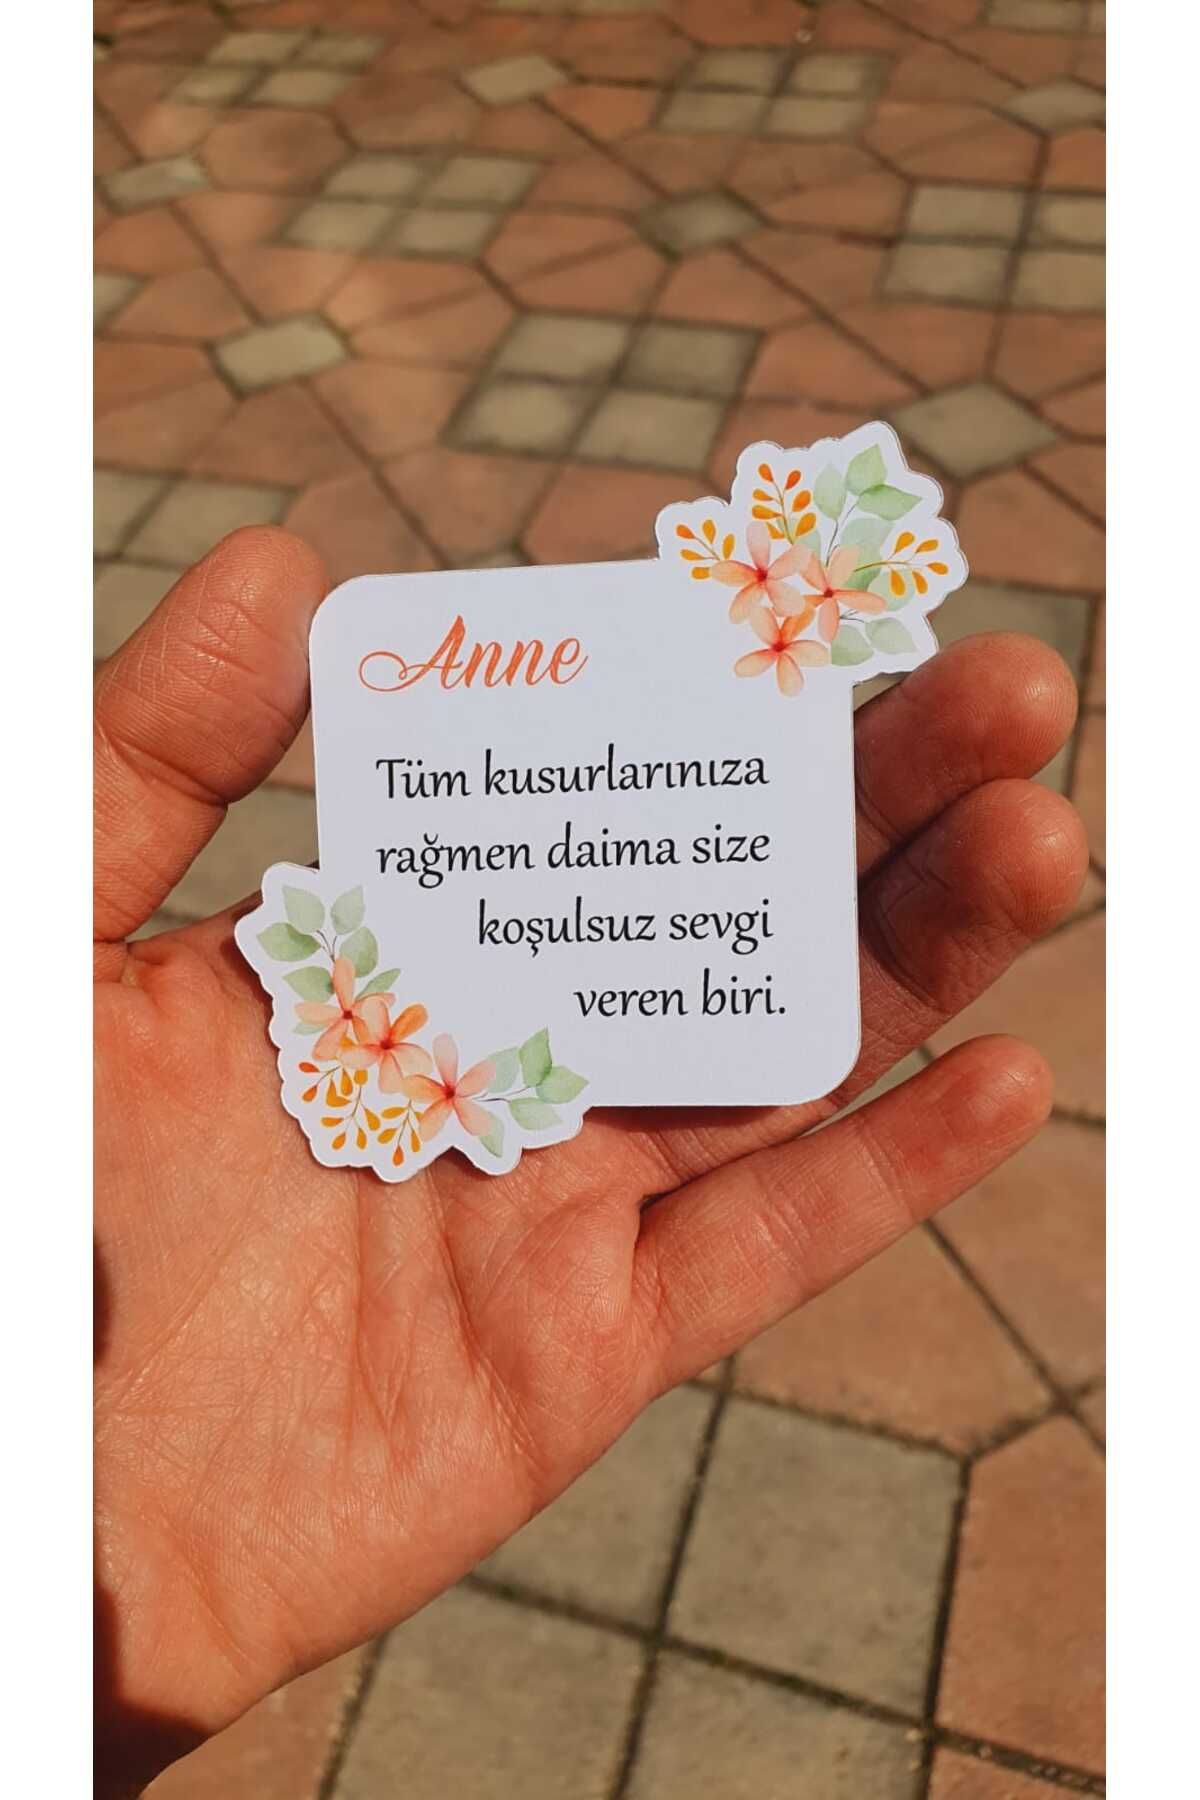 Anne
Tüm kusurlarınıza
rağmen daima size
koşulsuz sevgi
veren biri.